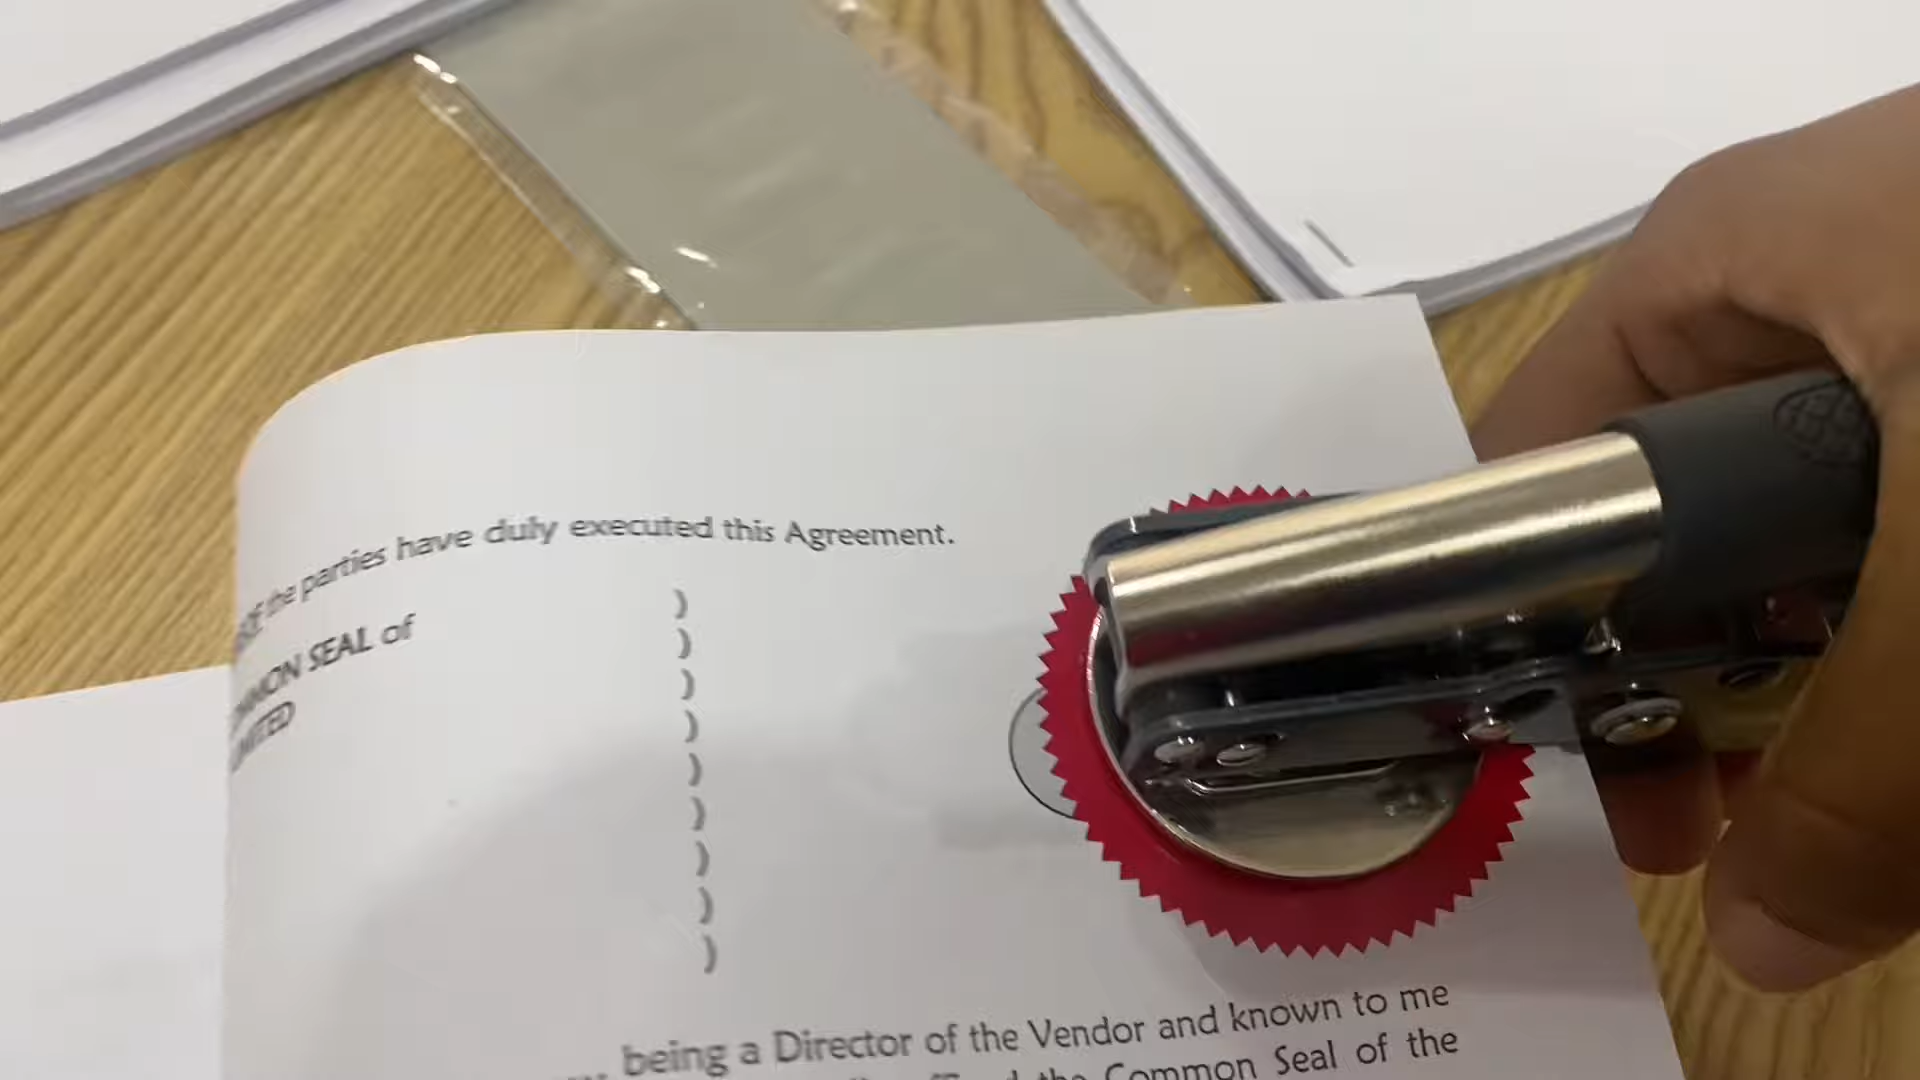 the parties have duly executed this Agreement.
SEAL of
)
)
)
)
)
)
)
)
)
being a Director of the Vendor and known to me
the Common Seal of the